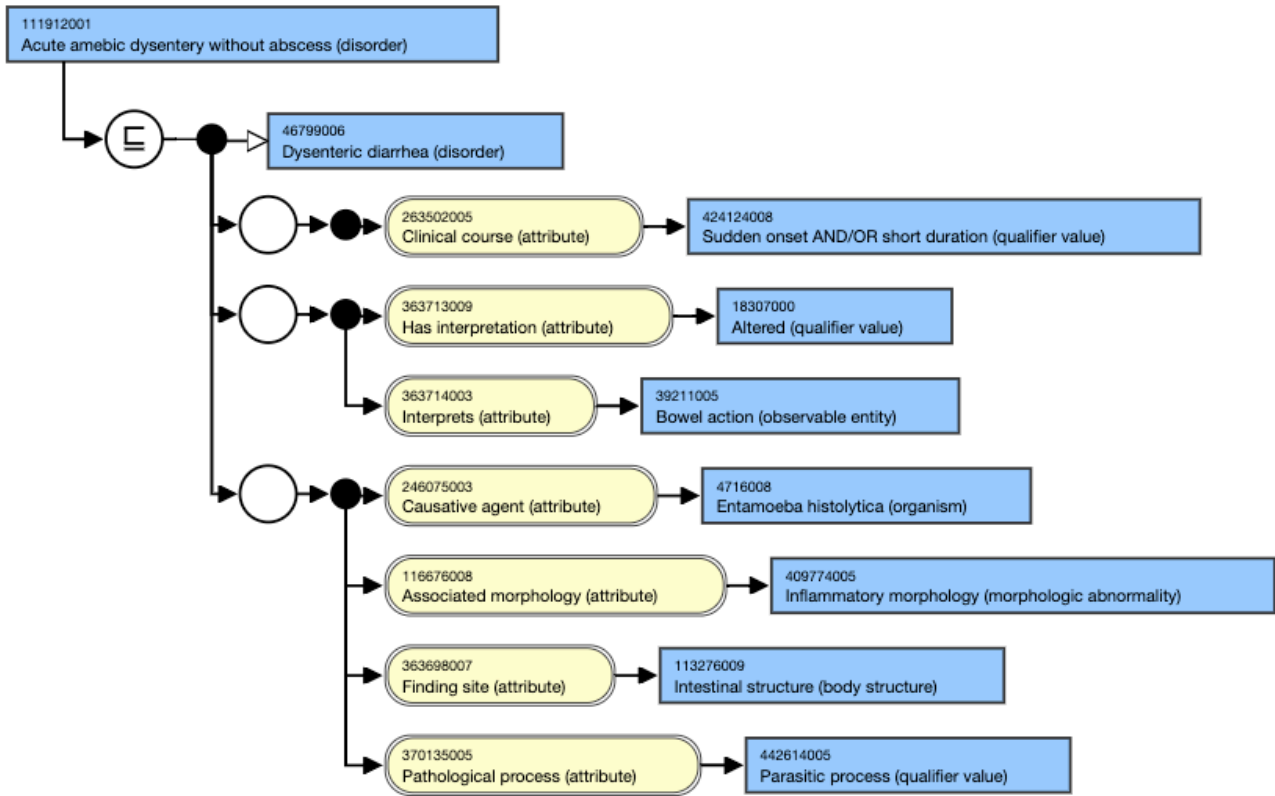 111912001
Acute amebic dysentery without abscess (disorder)
⊑
46799006
Dysenteric diarrhea (disorder)
263502005
Clinical course (attribute)
424124008
Sudden onset AND/OR short duration (qualifier value)
363713009
Has interpretation (attribute)
18307000
Altered (qualifier value)
363714003
Interprets (attribute)
39211005
Bowel action (observable entity)
246075003
Causative agent (attribute)
4716008
Entamoeba histolytica (organism)
116676008
Associated morphology (attribute)
409774005
Inflammatory morphology (morphologic abnormality)
363698007
Finding site (attribute)
113276009
Intestinal structure (body structure)
370135005
Pathological process (attribute)
442614005
Parasitic process (qualifier value)